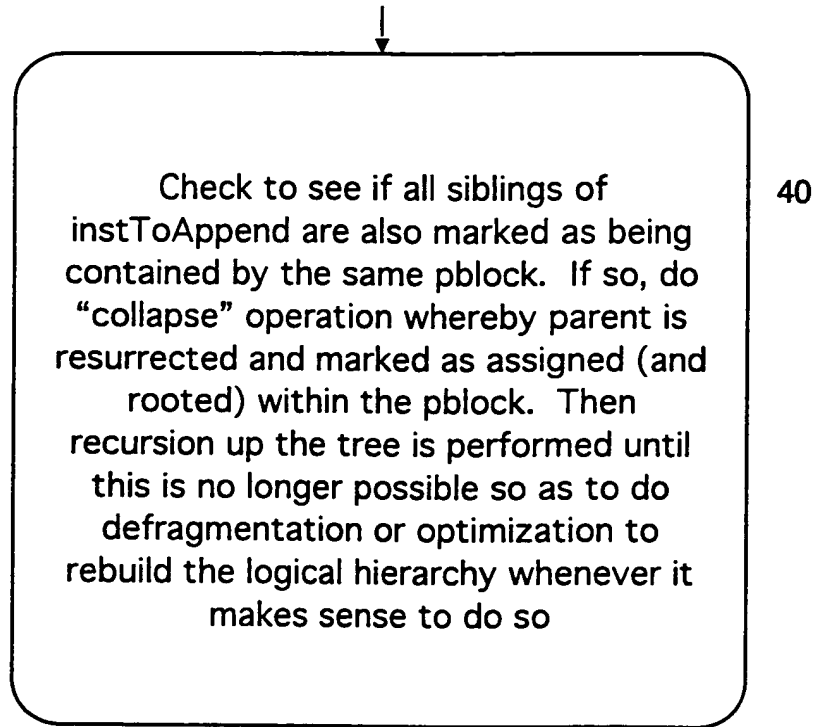 Check to see if all siblings of
instToAppend are also marked as being
contained by the same pblock.  If so, do
“collapse” operation whereby parent is
resurrected and marked as assigned (and
rooted) within the pblock.  Then
recursion up the tree is performed until
this is no longer possible so as to do
defragmentation or optimization to
rebuild the logical hierarchy whenever it
makes sense to do so
40